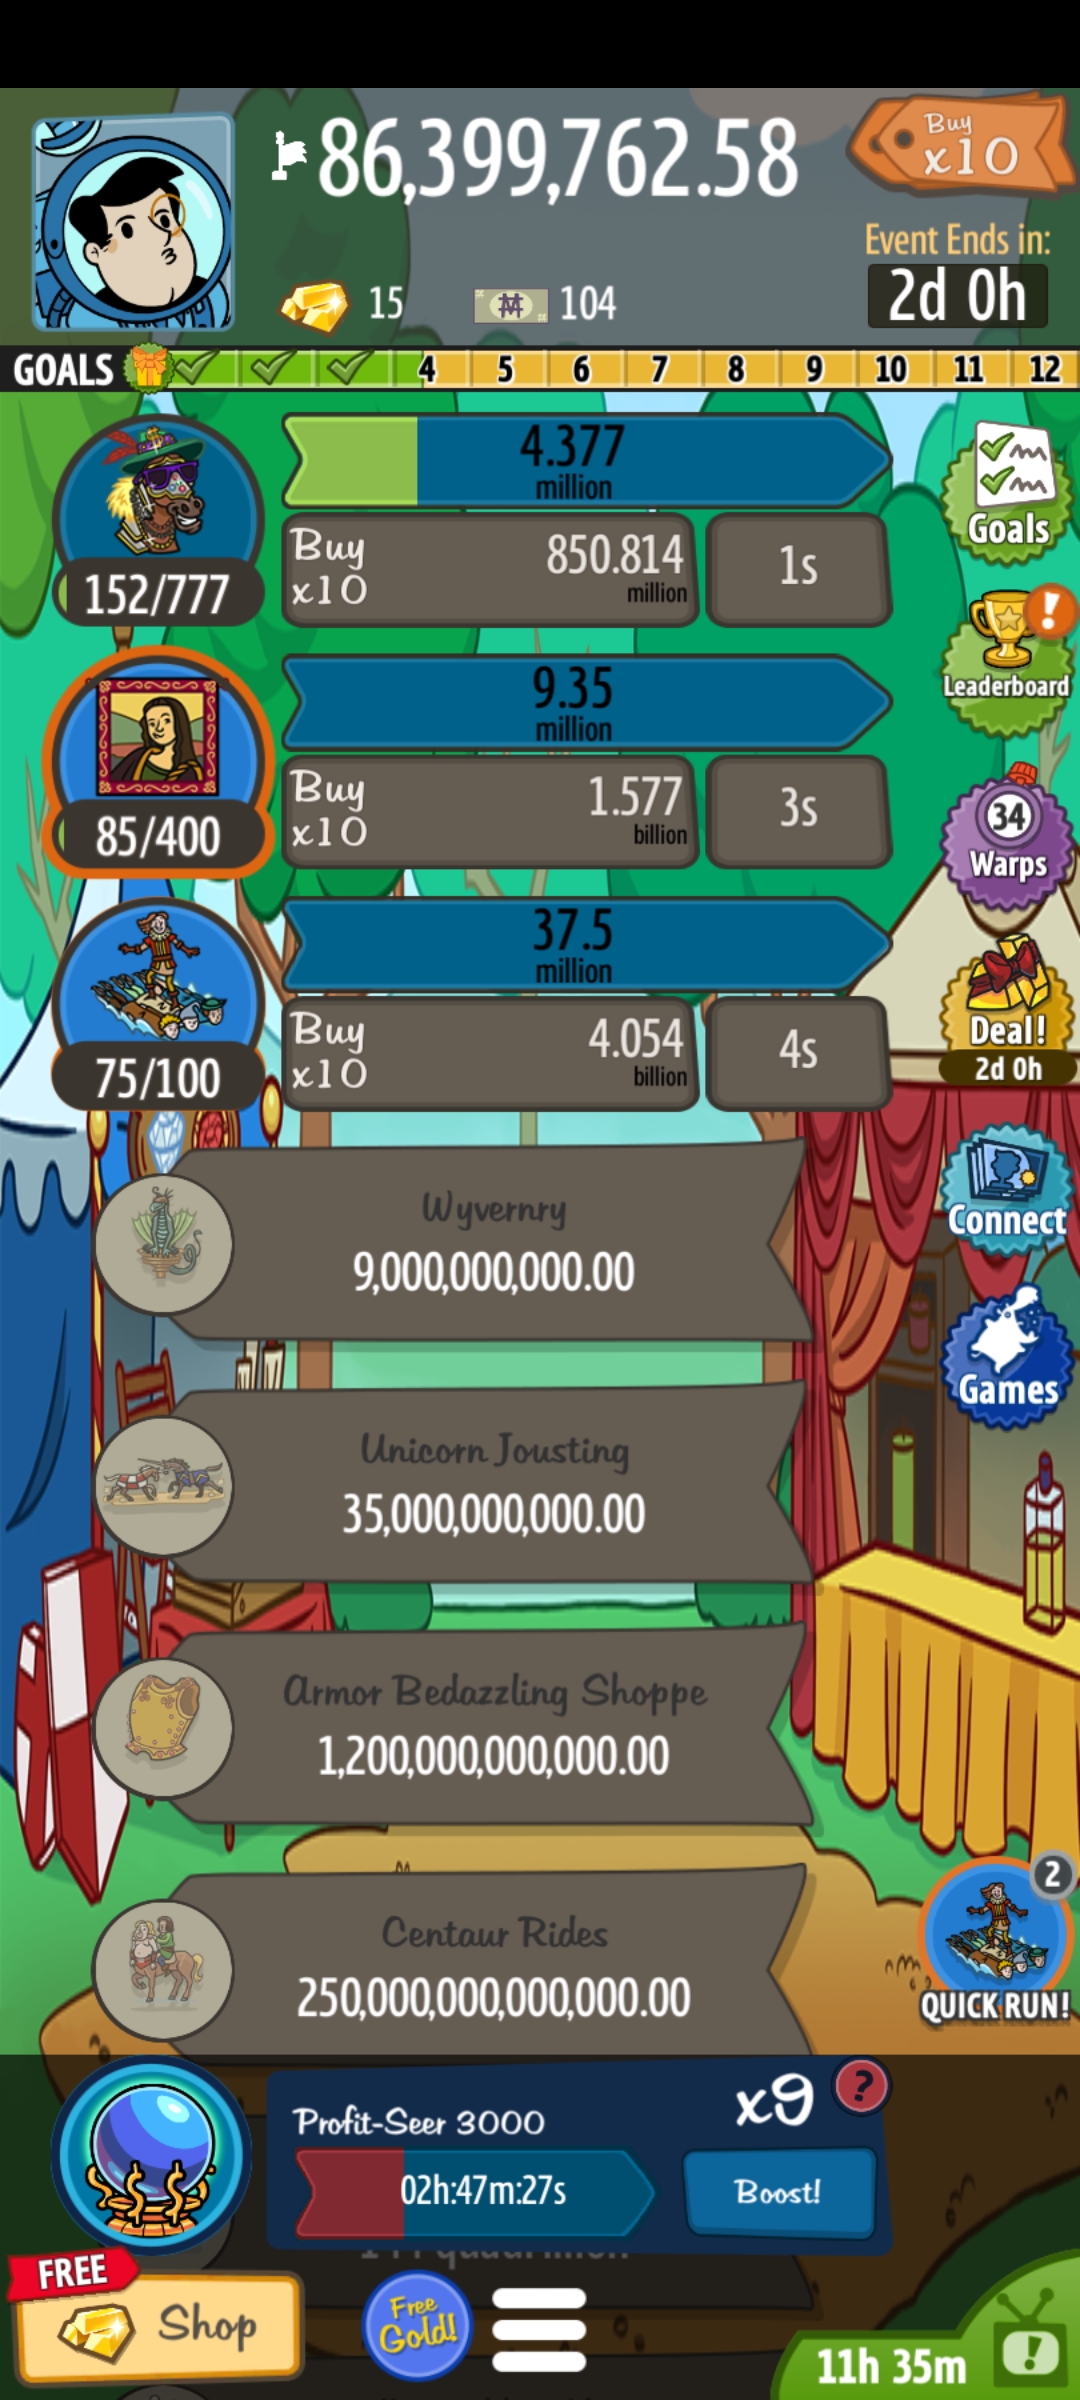 86,399,762.58
Buy
x10
Event Ends in:
2d 0h
15
104
GOALS 4 5 6 7 8 9 10 11 12
4.377
million
152/777
Buy
x10
850.814
million
1s
Goals
Leaderboard
9.35
million
85/400
Buy
x10
1.577
billion
3s
34
Warps
37.5
million
75/100
Buy
x10
4.054
billion
4s
Deal!
2d 0h
Wyvernry
9,000,000,000.00
Connect
Games
Unicorn Jousting
35,000,000,000.00
Armor Bedazzling Shoppe
1,200,000,000,000.00
Centaur Rides
250,000,000,000,000.00
2
QUICK RUN!
Profit-Seer 3000
x9
?
02h:47m:27s
Boost!
FREE
Shop
Free
Gold!
11h 35m